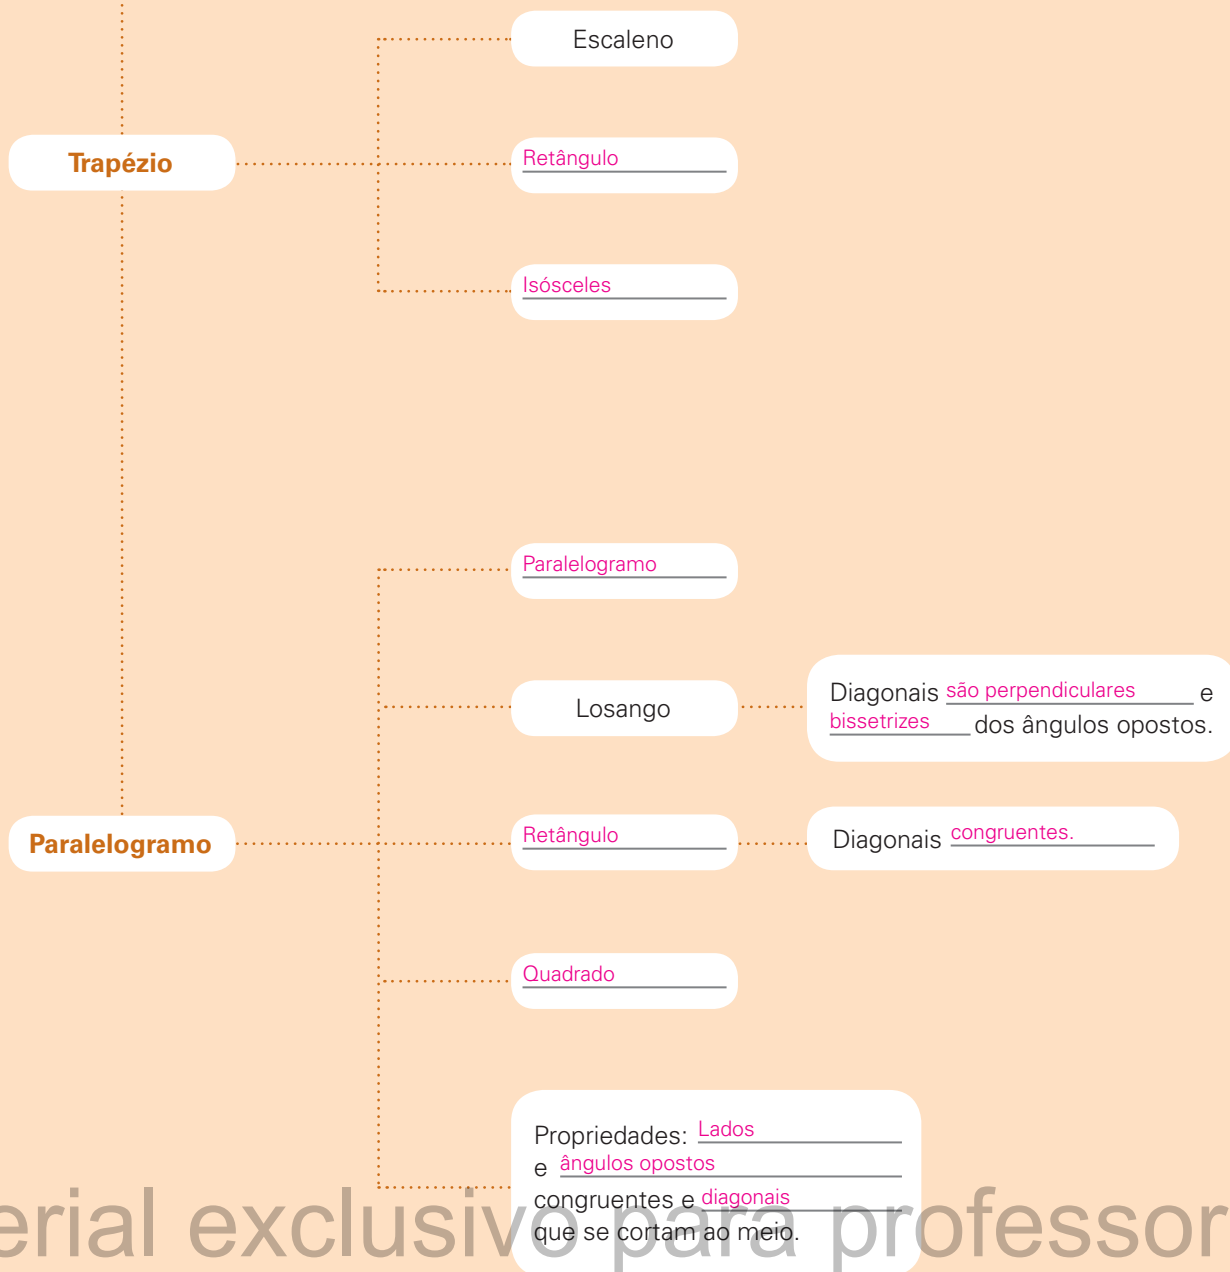 Escaleno
Trapézio
Retângulo
Isósceles
Paralelogramo
Losango
Diagonais são perpendiculares e
bissetrizes dos ângulos opostos.
Paralelogramo
Retângulo
Diagonais congruentes.
Quadrado
Propriedades: Lados
e ângulos opostos
congruentes e diagonais
que se cortam ao meio.
erial exclusivo para professor